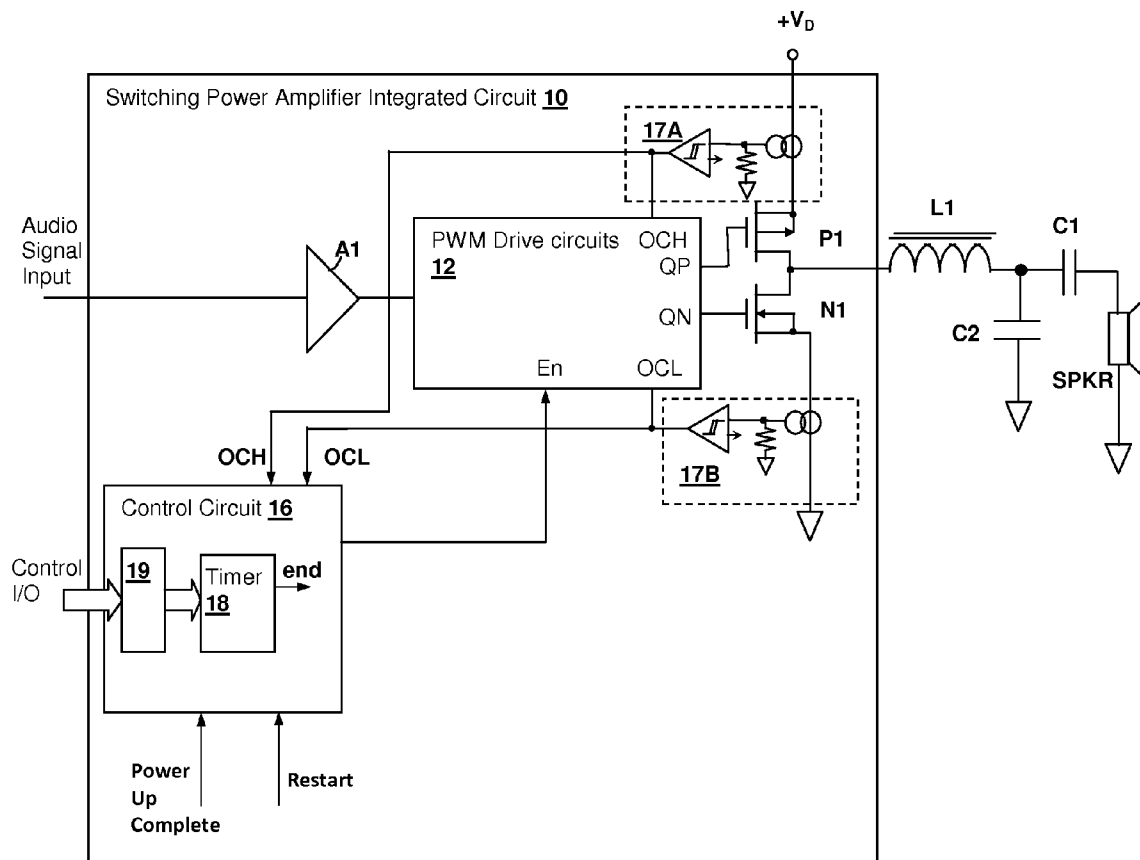 +VD
Switching Power Amplifier Integrated Circuit 10
17A
Audio
Signal
Input
A1
PWM Drive circuits
12
OCH
QP
QN
En
OCL
P1
N1
L1
C1
C2
SPKR
17B
OCH
OCL
Control Circuit 16
Control
I/O
19
Timer
18
end
Power
Up
Complete
Restart